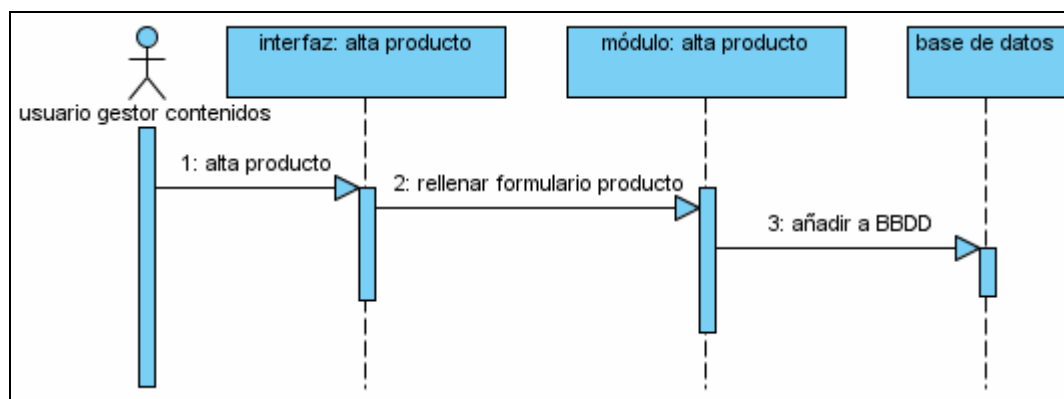 interfaz: alta producto
módulo: alta producto
base de datos
usuario gestor contenidos
1: alta producto
2: rellenar formulario producto
3: añadir a BBDD